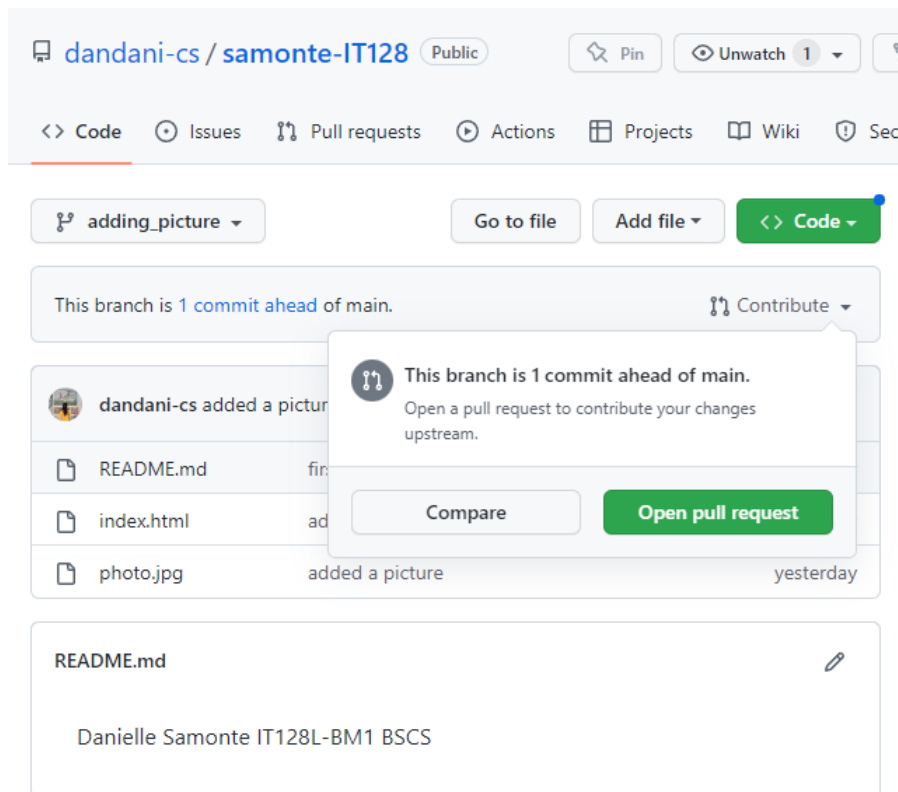 dandani-cs / samonte-IT128 Public Pin Unwatch 1
Code Issues Pull requests Actions Projects Wiki Sec
adding_picture Go to file Add file Code
This branch is 1 commit ahead of main. Contribute
This branch is 1 commit ahead of main.
Open a pull request to contribute your changes
upstream.
Compare Open pull request
dandani-cs added a pictur
README.md fir
index.html ad
photo.jpg added a picture yesterday
README.md
Danielle Samonte IT128L-BM1 BSCS